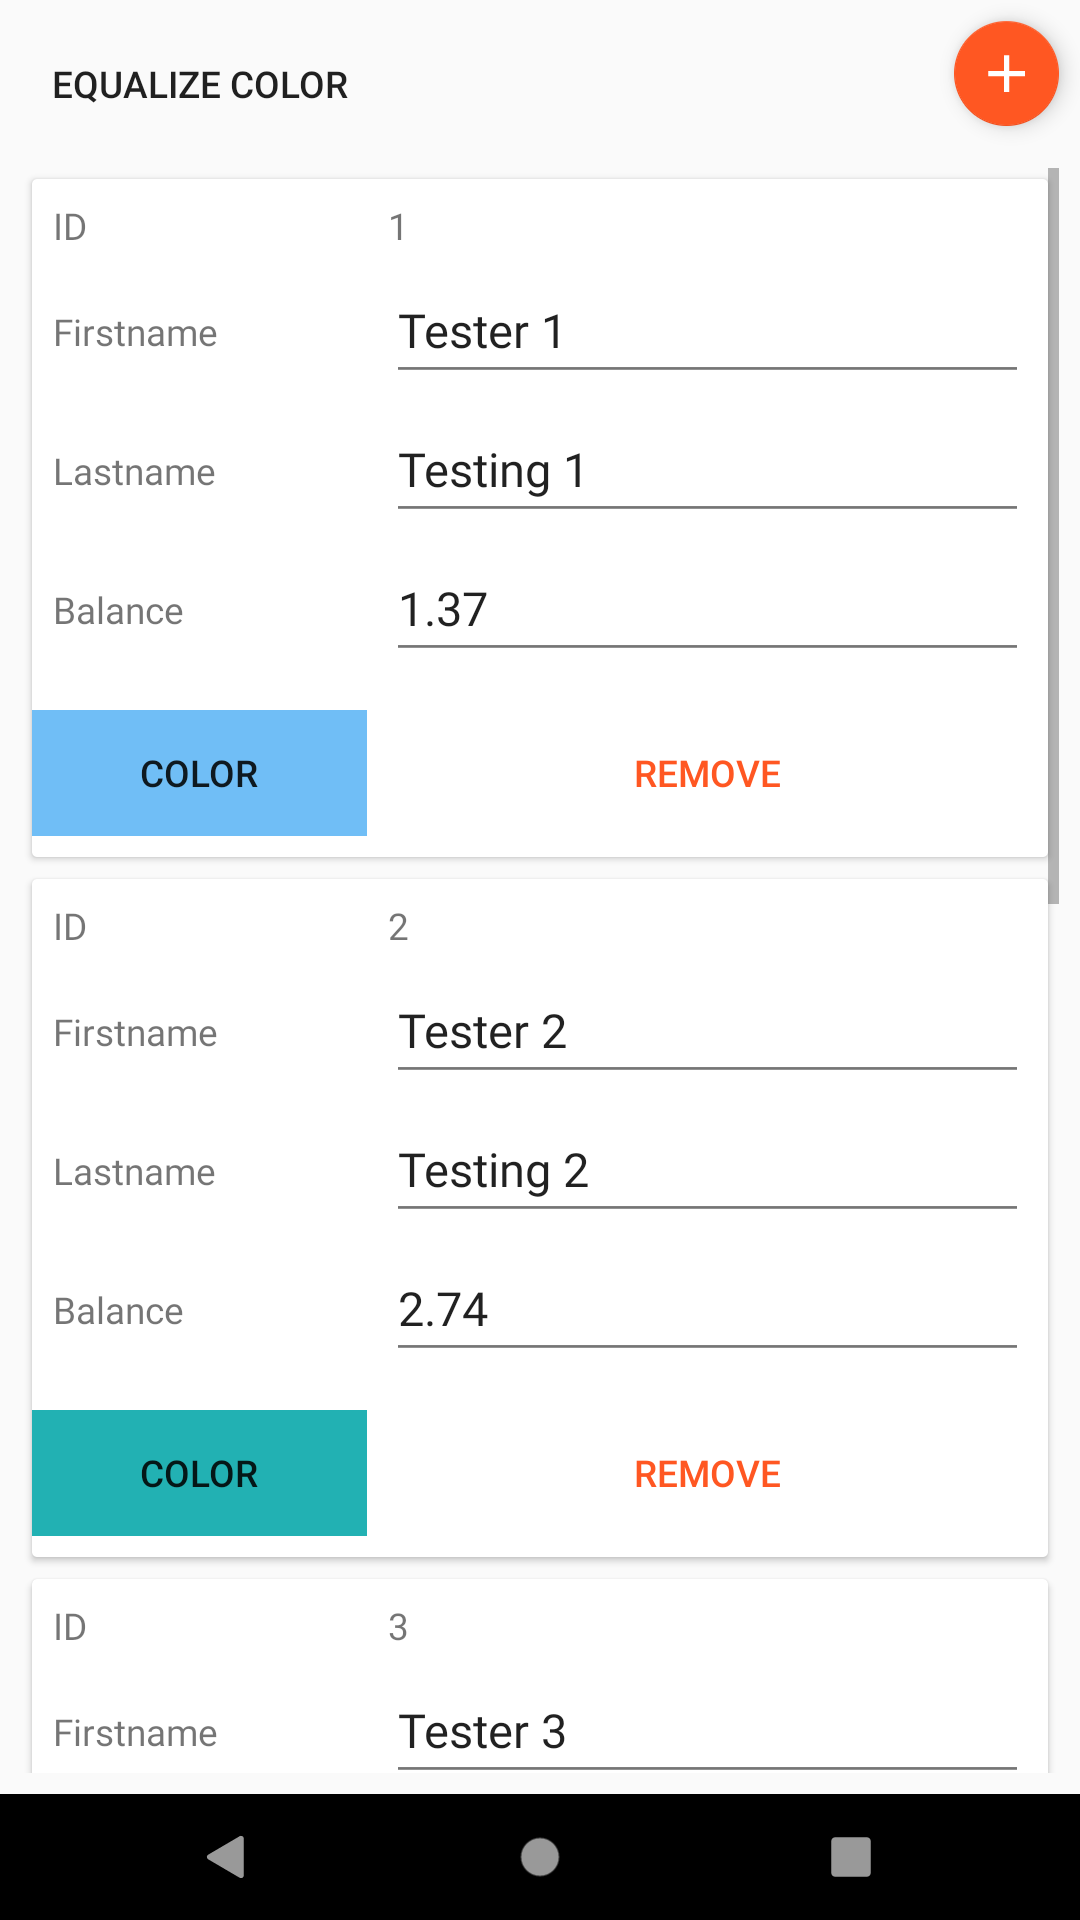 EQUALIZE COLOR
ID 1
Firstname Tester 1
Lastname Testing 1
Balance 1.37
COLOR REMOVE
ID 2
Firstname Tester 2
Lastname Testing 2
Balance 2.74
COLOR REMOVE
ID 3
Firstname Tester 3